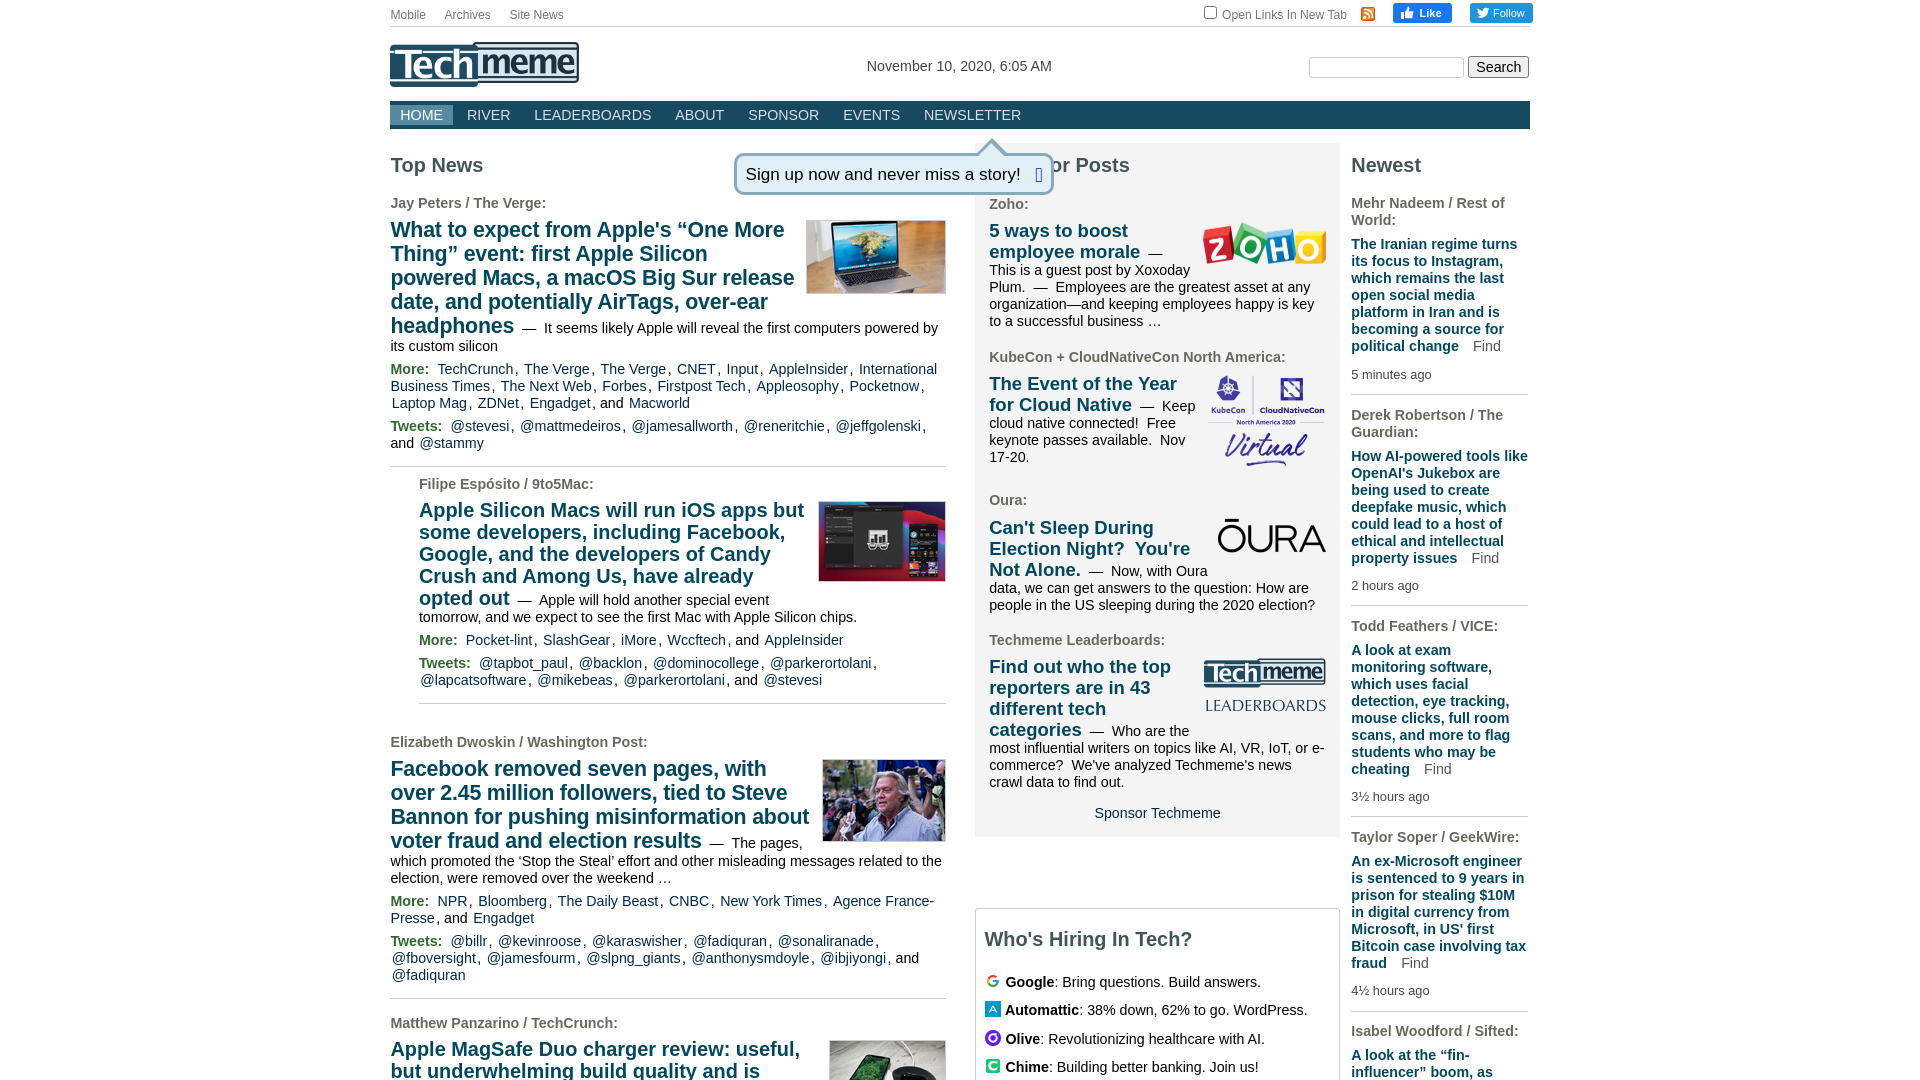 Mobile Archives Site News
Open Links In New Tab
Like
Follow
Techmeme
November 10, 2020, 6:05 AM
Search
HOME RIVER LEADERBOARDS ABOUT SPONSOR EVENTS NEWSLETTER
Sign up now and never miss a story!
Top News
Jay Peters / The Verge:
What to expect from Apple's “One More
Thing” event: first Apple Silicon
powered Macs, a macOS Big Sur release
date, and potentially AirTags, over-ear
headphones — It seems likely Apple will reveal the first computers powered by
its custom silicon
More: TechCrunch, The Verge, The Verge, CNET, Input, AppleInsider, International
Business Times, The Next Web, Forbes, Firstpost Tech, Appleosophy, Pocketnow,
Laptop Mag, ZDNet, Engadget, and Macworld
Tweets: @stevesi, @mattmedeiros, @jamesallworth, @reneritchie, @jeffgolenski,
and @stammy
Filipe Espósito / 9to5Mac:
Apple Silicon Macs will run iOS apps but
some developers, including Facebook,
Google, and the developers of Candy
Crush and Among Us, have already
opted out — Apple will hold another special event
tomorrow, and we expect to see the first Mac with Apple Silicon chips.
More: Pocket-lint, SlashGear, iMore, Wccftech, and AppleInsider
Tweets: @tapbot_paul, @backlon, @dominocollege, @parkerortolani,
@lapcatsoftware, @mikebeas, @parkerortolani, and @stevesi
Elizabeth Dwoskin / Washington Post:
Facebook removed seven pages, with
over 2.45 million followers, tied to Steve
Bannon for pushing misinformation about
voter fraud and election results — The pages,
which promoted the ‘Stop the Steal’ effort and other misleading messages related to the
election, were removed over the weekend …
More: NPR, Bloomberg, The Daily Beast, CNBC, New York Times, Agence France-
Presse, and Engadget
Tweets: @billr, @kevinroose, @karaswisher, @fadiquran, @sonaliranade,
@fboversight, @jamesfourm, @slpng_giants, @anthonysmdoyle, @ibjiyongi, and
@fadiquran
Matthew Panzarino / TechCrunch:
Apple MagSafe Duo charger review: useful,
but underwhelming build quality and is
or Posts
Zoho:
5 ways to boost
employee morale —
This is a guest post by Xoxoday
Plum. — Employees are the greatest asset at any
organization—and keeping employees happy is key
to a successful business …
ZOHO
KubeCon + CloudNativeCon North America:
The Event of the Year
for Cloud Native — Keep
cloud native connected! Free
keynote passes available. Nov
17-20.
KubeCon CloudNativeCon
North America 2020
Virtual
Oura:
Can't Sleep During
Election Night? You're
Not Alone. — Now, with Oura
data, we can get answers to the question: How are
people in the US sleeping during the 2020 election?
ŌURA
Techmeme Leaderboards:
Find out who the top
reporters are in 43
different tech
categories — Who are the
most influential writers on topics like AI, VR, IoT, or e-
commerce? We've analyzed Techmeme's news
crawl data to find out.
Techmeme
LEADERBOARDS
Sponsor Techmeme
Who's Hiring In Tech?
Google: Bring questions. Build answers.
Automattic: 38% down, 62% to go. WordPress.
Olive: Revolutionizing healthcare with AI.
Chime: Building better banking. Join us!
Newest
Mehr Nadeem / Rest of
World:
The Iranian regime turns
its focus to Instagram,
which remains the last
open social media
platform in Iran and is
becoming a source for
political change Find
5 minutes ago
Derek Robertson / The
Guardian:
How AI-powered tools like
OpenAI's Jukebox are
being used to create
deepfake music, which
could lead to a host of
ethical and intellectual
property issues Find
2 hours ago
Todd Feathers / VICE:
A look at exam
monitoring software,
which uses facial
detection, eye tracking,
mouse clicks, full room
scans, and more to flag
students who may be
cheating Find
3½ hours ago
Taylor Soper / GeekWire:
An ex-Microsoft engineer
is sentenced to 9 years in
prison for stealing $10M
in digital currency from
Microsoft, in US' first
Bitcoin case involving tax
fraud Find
4½ hours ago
Isabel Woodford / Sifted:
A look at the “fin-
influencer” boom, as